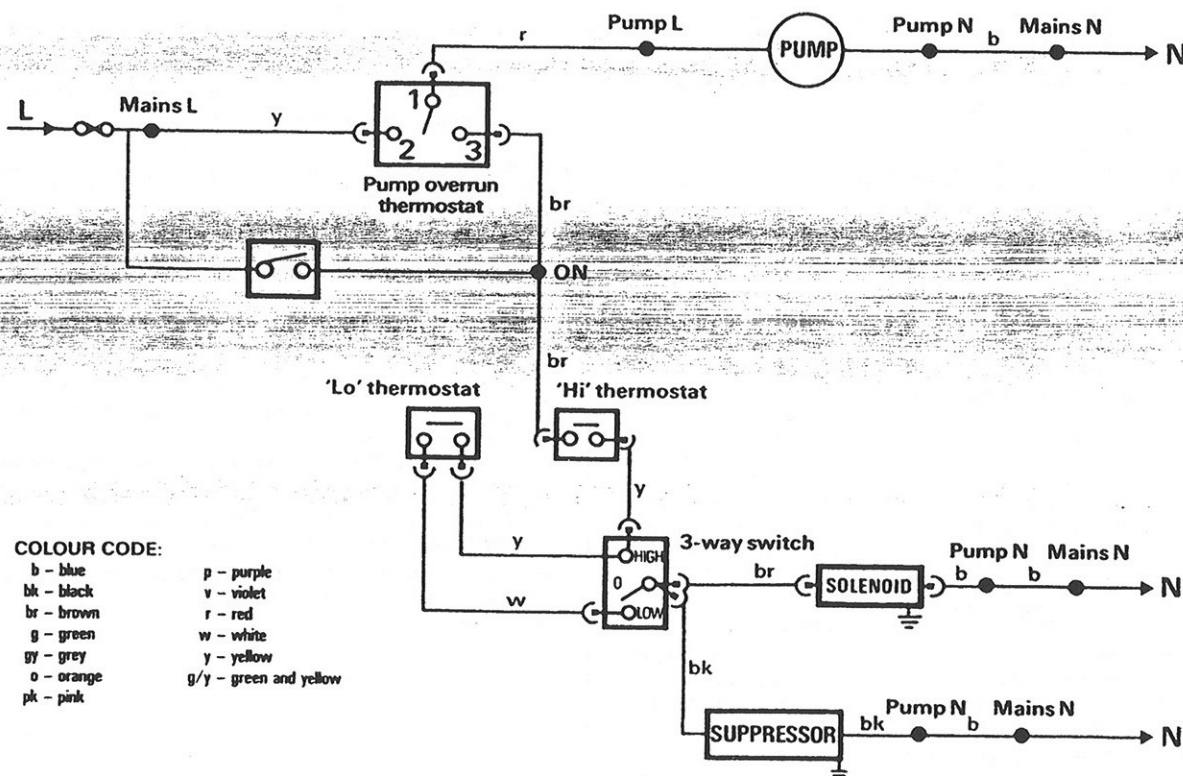 Pump L
Pump N
Mains N
r
PUMP
b
N
L
Mains L
y
1
2
3
Pump overrun
thermostat
br
ON
br
'Lo' thermostat
'Hi' thermostat
y
y
w
HIGH
0
LOW
3-way switch
br
SOLENOID
b
Pump N
b
Mains N
N
bk
SUPPRESSOR
bk
Pump N
b
Mains N
N
COLOUR CODE:
b – blue
bk – black
br – brown
g – green
gy – grey
o – orange
pk – pink
p – purple
v – violet
r – red
w – white
y – yellow
g/y – green and yellow